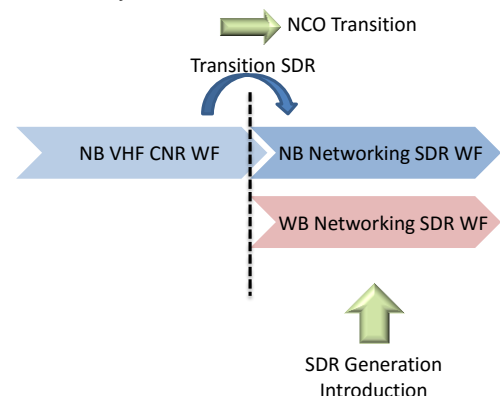 NCO Transition
Transition SDR
NB VHF CNR WF
NB Networking SDR WF
WB Networking SDR WF
SDR Generation
Introduction